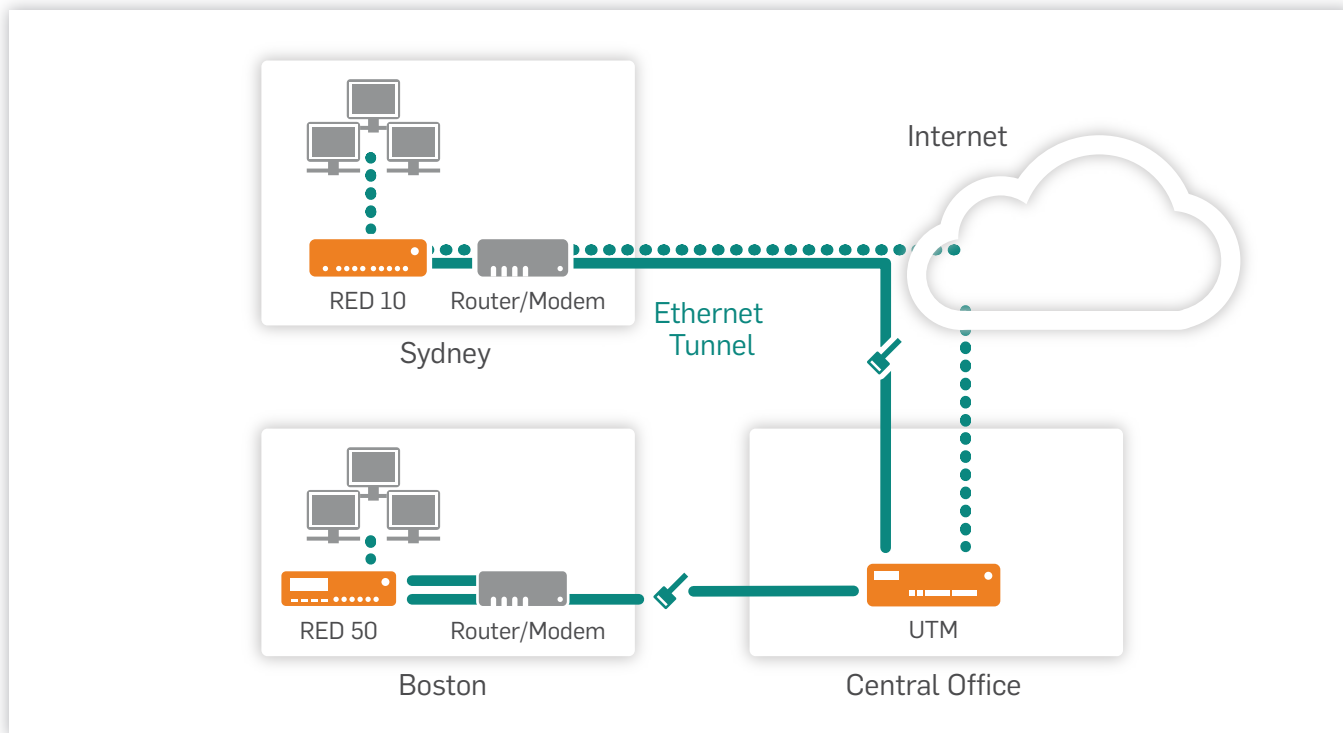 Internet
RED 10
Router/Modem
Ethernet
Tunnel
Sydney
RED 50
Router/Modem
UTM
Boston
Central Office